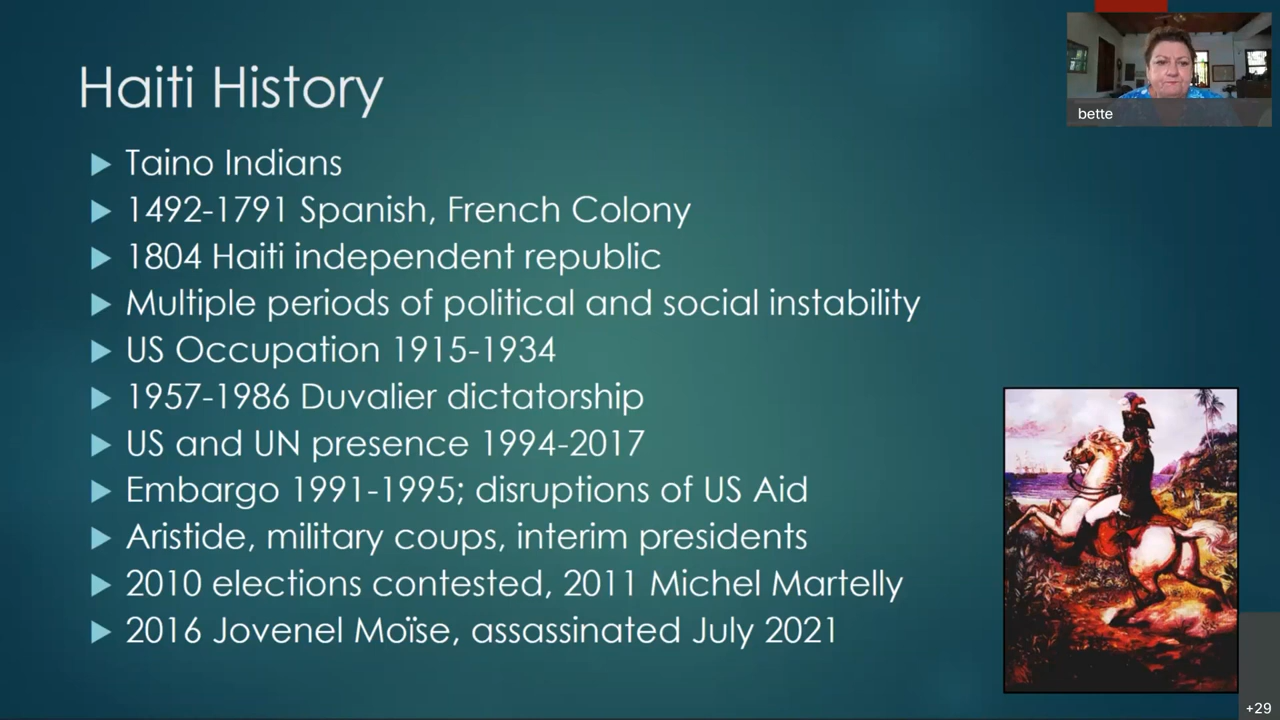 Haiti History
Taino Indians
1492-1791 Spanish, French Colony
1804 Haiti independent republic
Multiple periods of political and social instability
US Occupation 1915-1934
1957-1986 Duvalier dictatorship
US and UN presence 1994-2017
Embargo 1991-1995; disruptions of US Aid
Aristide, military coups, interim presidents
2010 elections contested, 2011 Michel Martelly
2016 Jovenel Moïse, assassinated July 2021
bette
+29